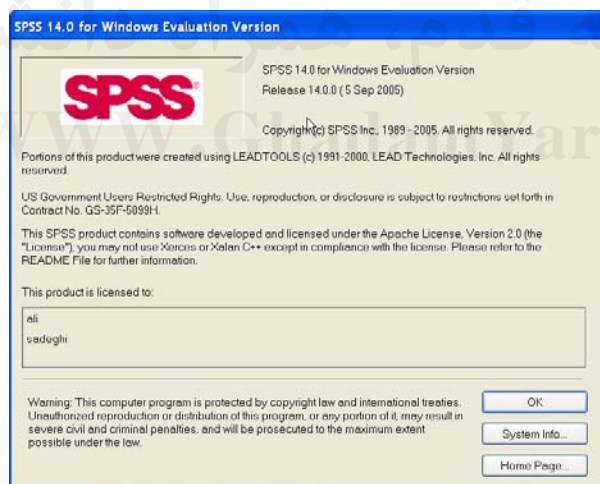 SPSS 14.0 for Windows Evaluation Version
SPSS
SPSS 14.0 for Windows Evaluation Version
Release 14.0.0 ( 5 Sep 2005)
Copyright(c) SPSS Inc., 1989 - 2005. All rights reserved.
Portions of this product were created using LEADTOOLS (c) 1991-2000, LEAD Technologies, Inc. All rights
reserved.
US Government Users Restricted Rights. Use, reproduction, or disclosure is subject to restrictions set forth in
Contract No. GS-35F-5899H.
This SPSS product contains software developed and licensed under the Apache License, Version 2.0 (the
"License"); you may not use Xerces or Xalan C++ except in compliance with the license. Please refer to the
README File for further information.
This product is licensed to:
ali
sadeghi
Warning: This computer program is protected by copyright law and international treaties.
Unauthorized reproduction or distribution of this program, or any portion of it, may result in
severe civil and criminal penalties, and will be prosecuted to the maximum extent
possible under the law.
OK
System Info...
Home Page...